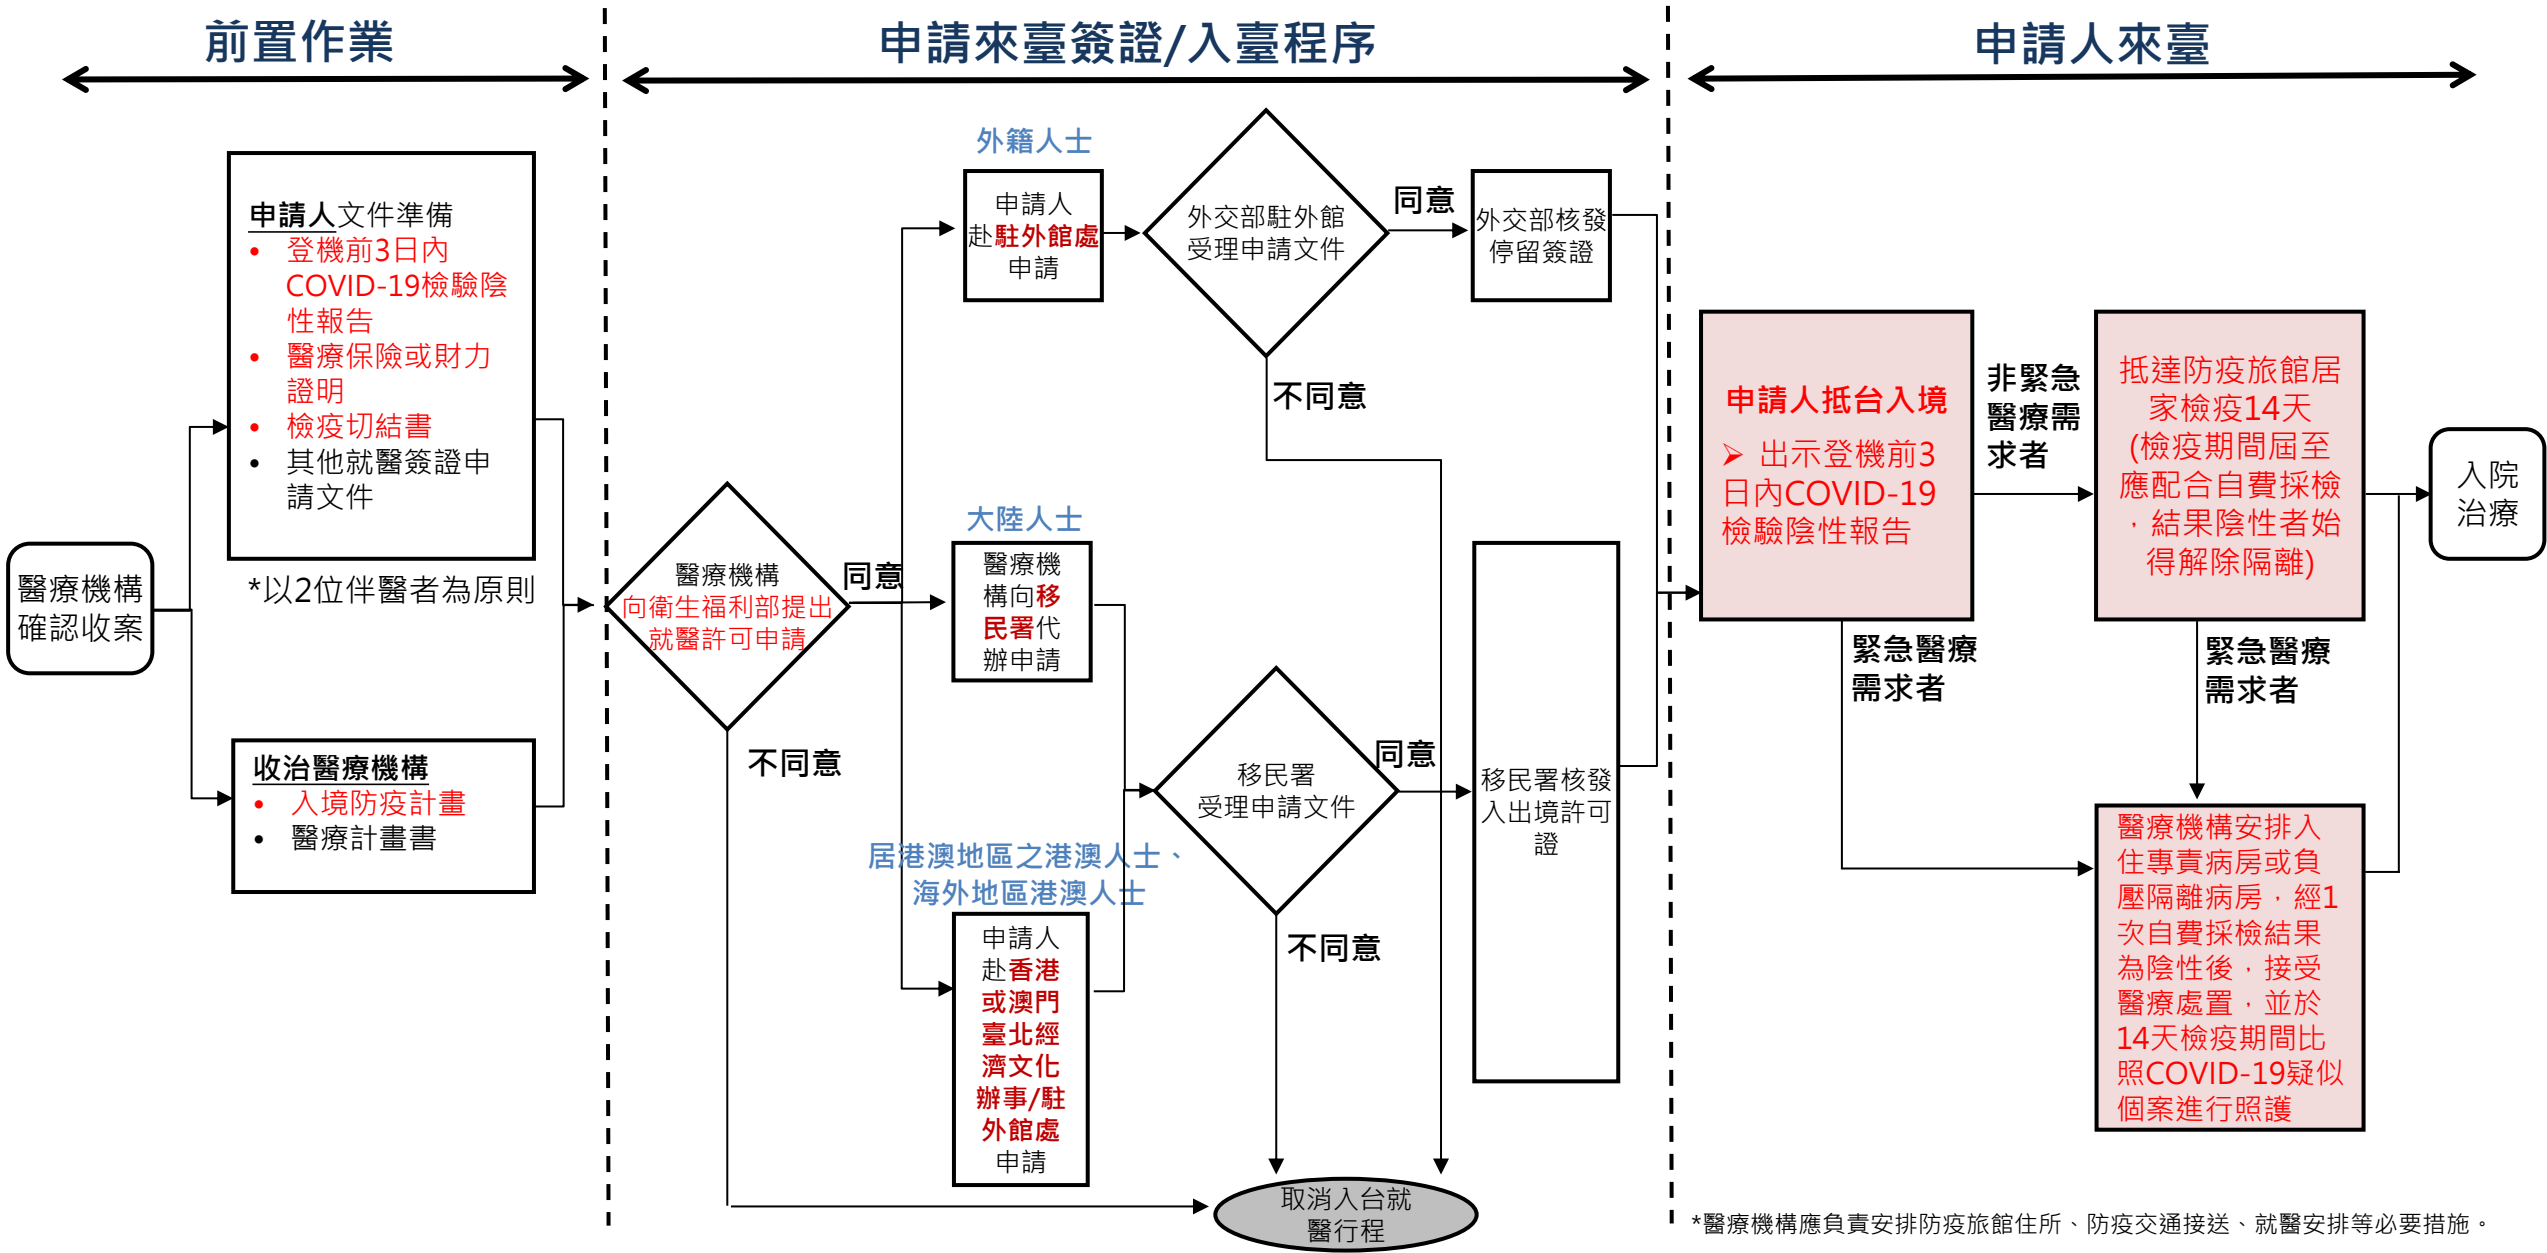 前置作業
申請來臺簽證/入臺程序
申請人來臺
醫療機構
確認收案
申請人文件準備
• 登機前3日內
COVID-19檢驗陰
性報告
• 醫療保險或財力
證明
• 檢疫切結書
• 其他就醫簽證申
請文件
*以2位伴醫者為原則
收治醫療機構
• 入境防疫計畫
• 醫療計畫書
醫療機構
向衛生福利部提出
就醫許可申請
同意
不同意
外籍人士
申請人
赴駐外館處
申請
外交部駐外館
受理申請文件
同意
不同意
外交部核發
停留簽證
大陸人士
醫療機
構向移
民署代
辦申請
居港澳地區之港澳人士、
海外地區港澳人士
申請人
赴香港
或澳門
臺北經
濟文化
辦事/駐
外館處
申請
移民署
受理申請文件
同意
不同意
移民署核發
入出境許可
證
取消入台就
醫行程
申請人抵台入境
➢ 出示登機前3
日內COVID-19
檢驗陰性報告
非緊急
醫療需
求者
緊急醫療
需求者
抵達防疫旅館居
家檢疫14天
(檢疫期間屆至
應配合自費採檢
，結果陰性者始
得解除隔離)
緊急醫療
需求者
醫療機構安排入
住專責病房或負
壓隔離病房，經1
次自費採檢結果
為陰性後，接受
醫療處置，並於
14天檢疫期間比
照COVID-19疑似
個案進行照護
入院
治療
*醫療機構應負責安排防疫旅館住所、防疫交通接送、就醫安排等必要措施。